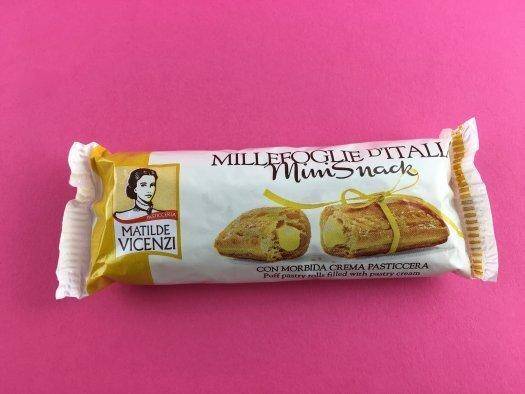 MILLEFOGLIE D'ITALIA
MiniSnack
PASTICCERIA
MATILDE
VICENZI
CON MORBIDA CREMA PASTICCERA
Puff pastry rolls filled with pastry cream